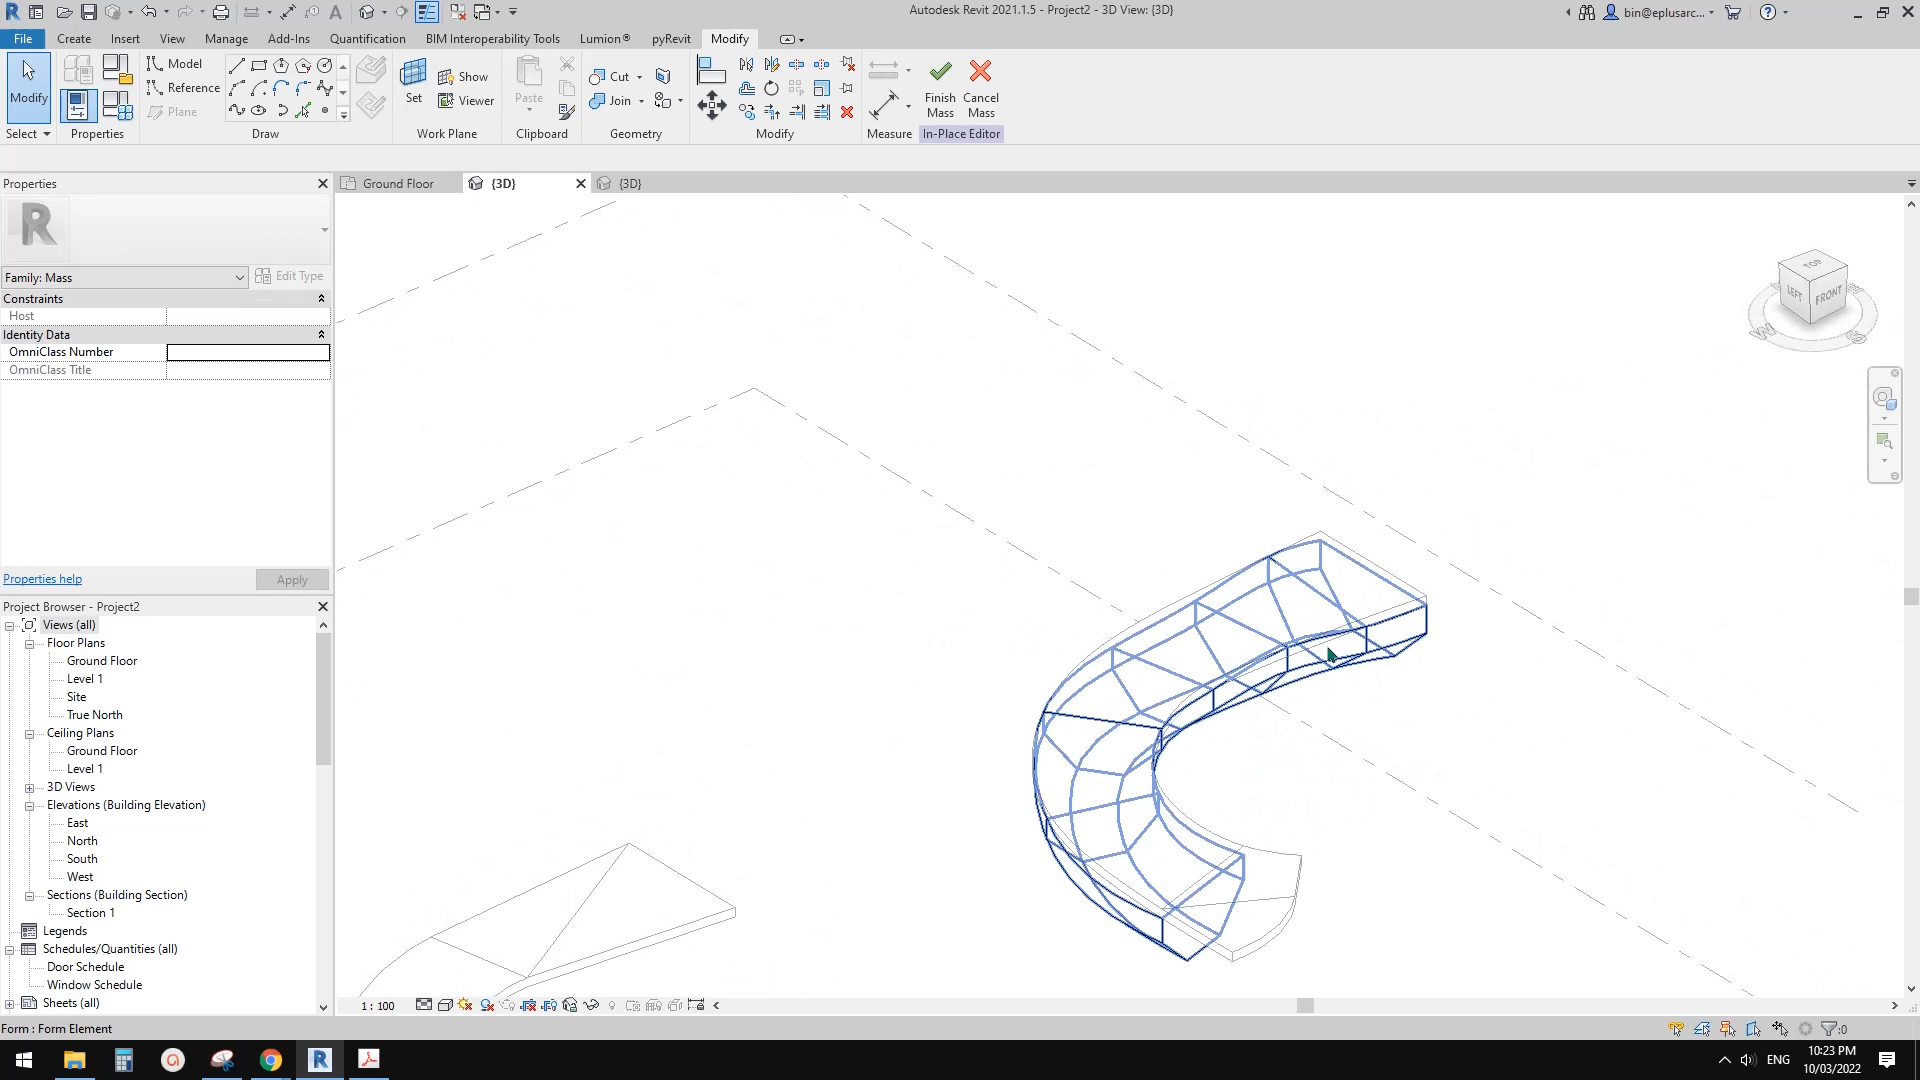 Autodesk Revit 2021.1.5 - Project2 - 3D View: {3D}
bin@eplusarc...
File Create Insert View Manage Add-Ins Quantification BIM Interoperability Tools Lumion® pyRevit Modify
Modify
Select
Properties
Model
Reference
Plane
Draw
Set
Show
Viewer
Work Plane
Paste
Clipboard
Cut
Join
Geometry
Modify
Measure
Finish Mass
Cancel Mass
In-Place Editor
Properties
Ground Floor
{3D}
{3D}
R
Family: Mass
Edit Type
Constraints
Host
Identity Data
OmniClass Number
OmniClass Title
Properties help
Apply
TOP
LEFT
FRONT
W
S
Project Browser - Project2
Views (all)
Floor Plans
Ground Floor
Level 1
Site
True North
Ceiling Plans
Ground Floor
Level 1
3D Views
Elevations (Building Elevation)
East
North
South
West
Sections (Building Section)
Section 1
Legends
Schedules/Quantities (all)
Door Schedule
Window Schedule
Sheets (all)
1 : 100
Form : Form Element
:0
ENG
10:23 PM
10/03/2022